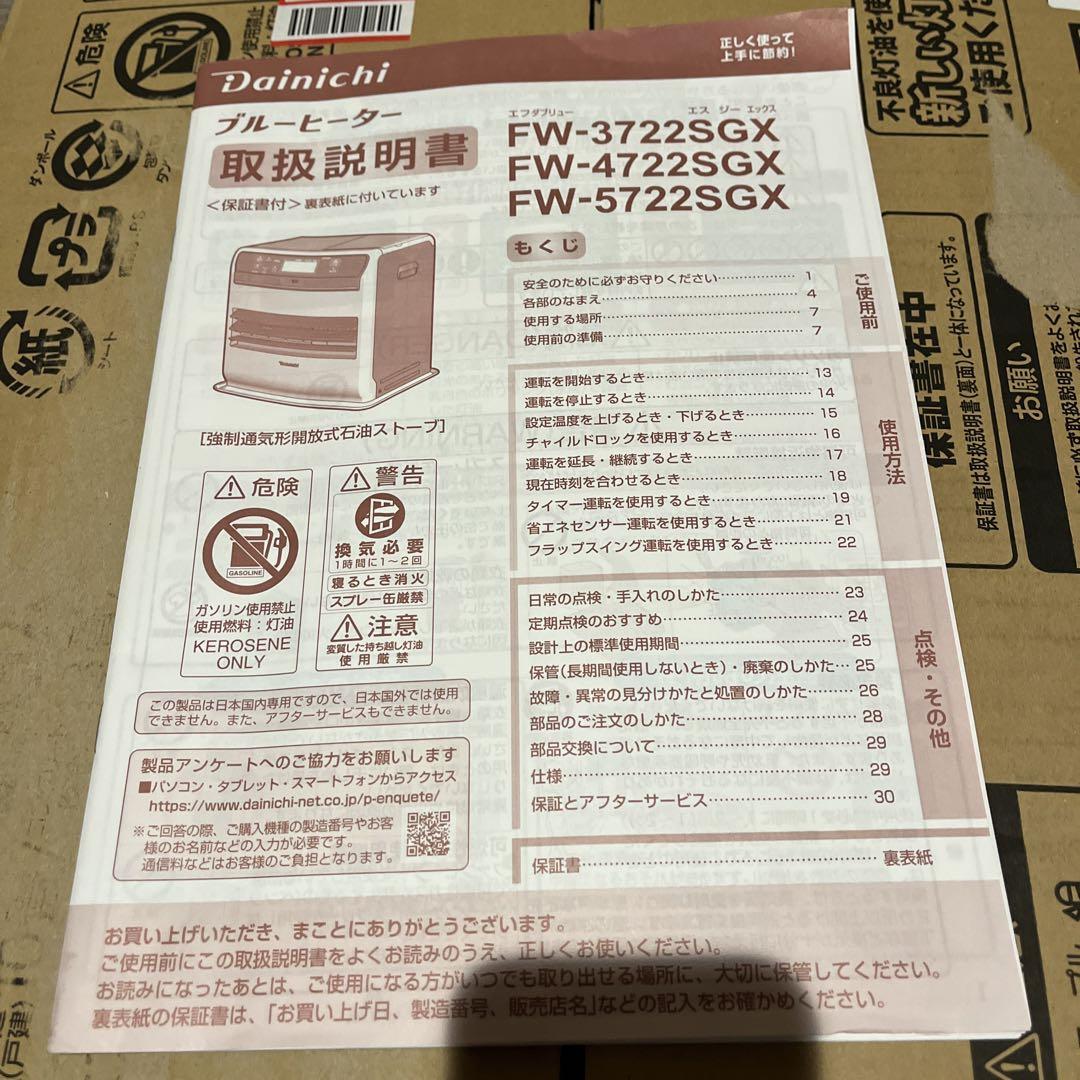 Dainichi
正しく使って
上手に節約!
ブルーヒーター
取扱説明書
<保証書付>裏表紙に付いています
エフダブリュー エス ジー エックス
FW-3722SGX
FW-4722SGX
FW-5722SGX
もくじ
安全のために必ずお守りください 1
各部のなまえ 4
使用する場所 7
使用前の準備 7
ご使用前
運転を開始するとき 13
運転を停止するとき 14
設定温度を上げるとき・下げるとき 15
チャイルドロックを使用するとき 16
運転を延長・継続するとき 17
現在時刻を合わせるとき 18
タイマー運転を使用するとき 19
省エネセンサー運転を使用するとき 21
フラップスイング運転を使用するとき 22
使用方法
日常の点検・手入れのしかた 23
定期点検のおすすめ 24
設計上の標準使用期間 25
保管(長期間使用しないとき)・廃棄のしかた 25
故障・異常の見分けかたと処置のしかた 26
部品のご注文のしかた 28
部品交換について 29
仕様 29
保証とアフターサービス 30
点検・その他
保証書 裏表紙
[強制通気形開放式石油ストーブ]
危険
GASOLINE
ガソリン使用禁止
使用燃料:灯油
KEROSENE
ONLY
警告
換気必要
1時間に1~2回
寝るとき消火
スプレー缶厳禁
注意
変質した持ち越し灯油
使用厳禁
この製品は日本国内専用ですので、日本国外では使用
できません。また、アフターサービスもできません。
製品アンケートへのご協力をお願いします
■パソコン・タブレット・スマートフォンからアクセス
https://www.dainichi-net.co.jp/p-enquete/
※ご回答の際、ご購入機種の製造番号やお客
様のお名前などの入力が必要です。
通信料などはお客様のご負担となります。
お買い上げいただき、まことにありがとうございます。
ご使用前にこの取扱説明書をよくお読みのうえ、正しくお使いください。
お読みになったあとは、ご使用になる方がいつでも取り出せる場所に、大切に保管してください。
裏表紙の保証書は、「お買い上げ日、製造番号、販売店名」などの記入をお確かめください。
危険
ダンボール
紙
シート
不良灯油を使
新しい灯
ご使用くだ
保証書在中
保証書は取扱説明書(裏面)と一体になっています。
お願い
必ず取扱説明書をよくお